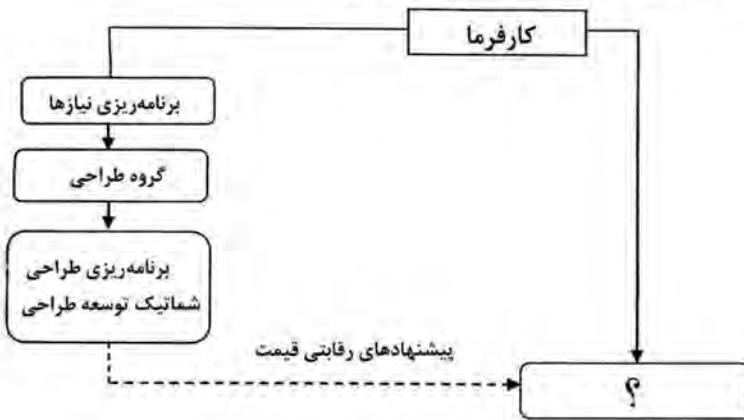 کارفرما
برنامه‌ریزی نیازها
گروه طراحی
برنامه‌ریزی طراحی
شماتیک توسعه طراحی
پیشنهادهای رقابتی قیمت
؟